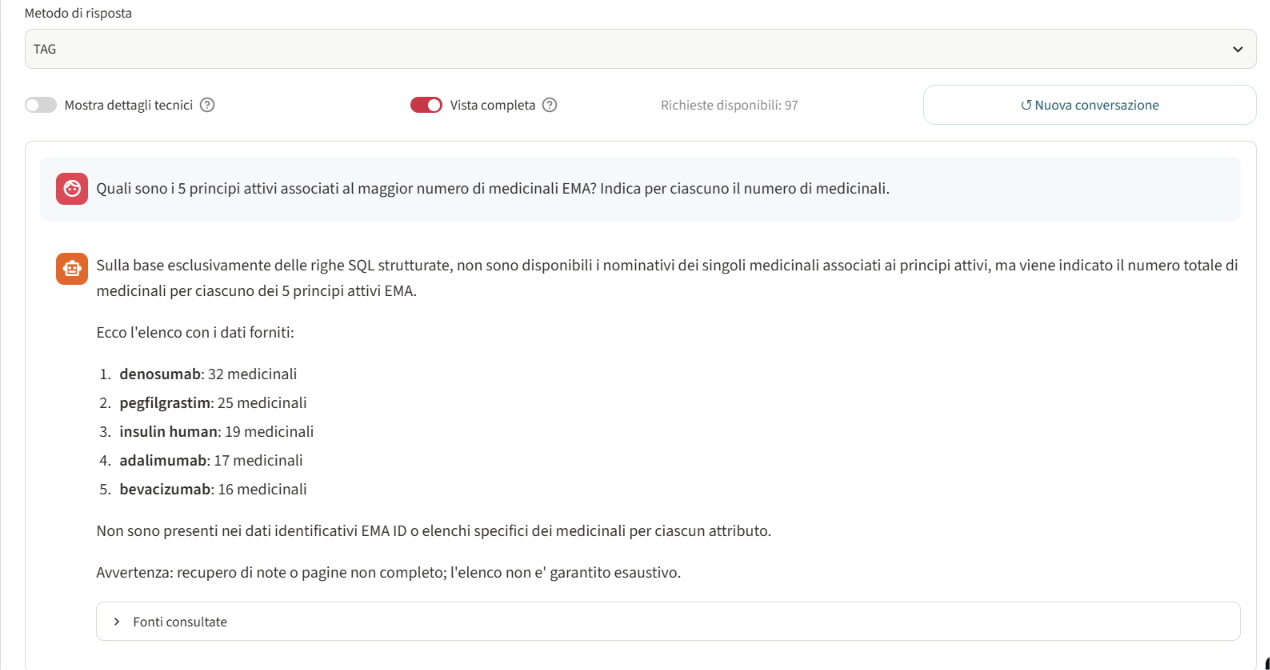 Metodo di risposta
TAG
Mostra dettagli tecnici
Vista completa
Richieste disponibili: 97
↺ Nuova conversazione
Quali sono i 5 principi attivi associati al maggior numero di medicinali EMA? Indica per ciascuno il numero di medicinali.
Sulla base esclusivamente delle righe SQL strutturate, non sono disponibili i nominativi dei singoli medicinali associati ai principi attivi, ma viene indicato il numero totale di
medicinali per ciascuno dei 5 principi attivi EMA.
Ecco l'elenco con i dati forniti:
1. denosumab: 32 medicinali
2. pegfilgrastim: 25 medicinali
3. insulin human: 19 medicinali
4. adalimumab: 17 medicinali
5. bevacizumab: 16 medicinali
Non sono presenti nei dati identificativi EMA ID o elenchi specifici dei medicinali per ciascun attributo.
Avvertenza: recupero di note o pagine non completo; l'elenco non e' garantito esaustivo.
Fonti consultate